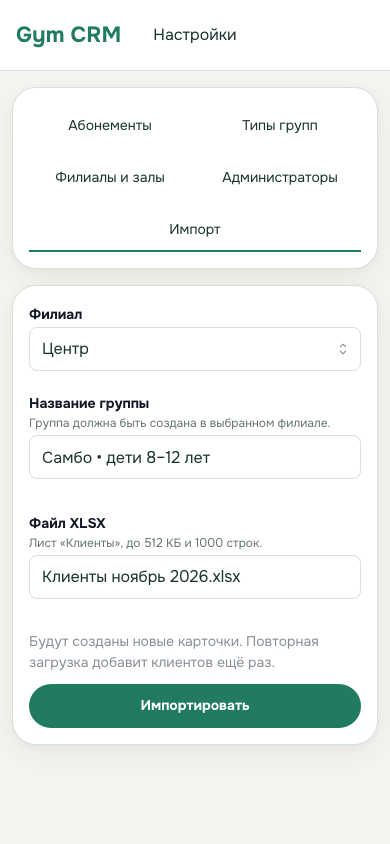 Gym CRM
Настройки
Абонементы
Типы групп
Филиалы и залы
Администраторы
Импорт
Филиал
Центр
Название группы
Группа должна быть создана в выбранном филиале.
Самбо • дети 8–12 лет
Файл XLSX
Лист «Клиенты», до 512 КБ и 1000 строк.
Клиенты ноябрь 2026.xlsx
Будут созданы новые карточки. Повторная
загрузка добавит клиентов ещё раз.
Импортировать